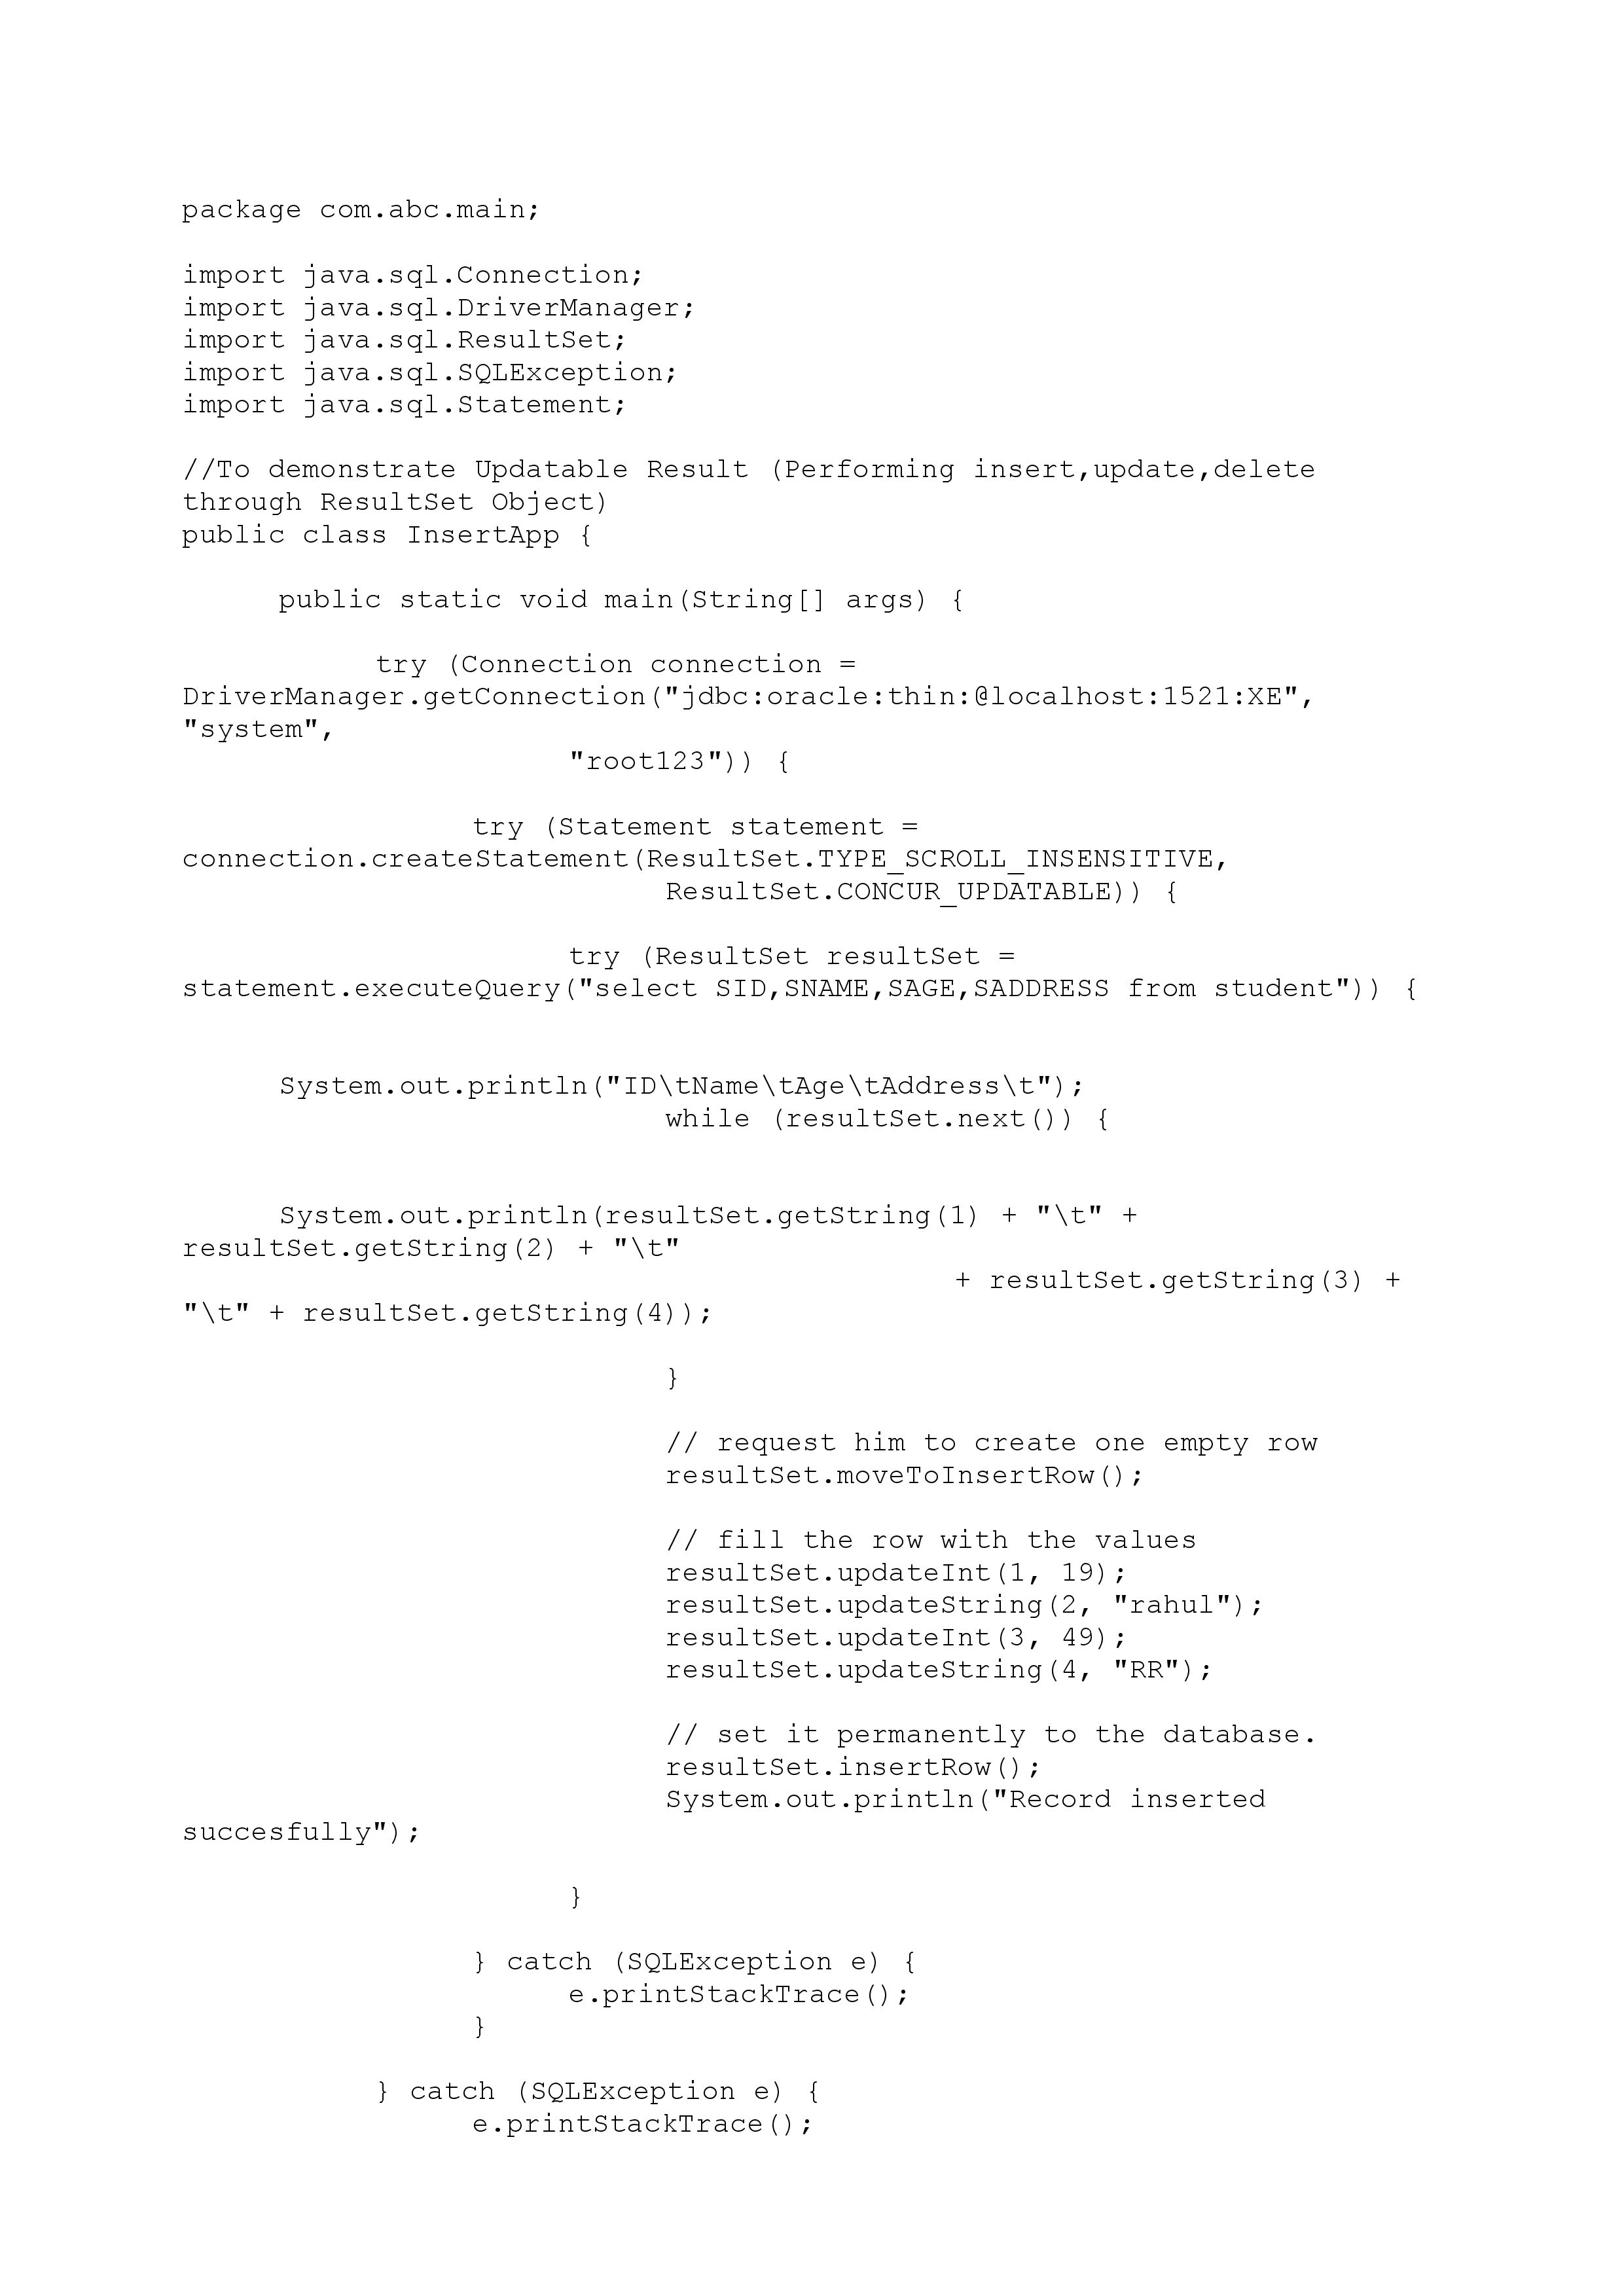 package com.abc.main;
import java.sql.Connection;
import java.sql.DriverManager;
import java.sql.ResultSet;
import java.sql.SQLException;
import java.sql.Statement;
//To demonstrate Updatable Result (Performing insert,update,delete
through ResultSet Object)
public class InsertApp {
public static void main(String[] args) {
try (Connection connection =
DriverManager.getConnection("jdbc:oracle:thin:@localhost:1521:XE",
"system",
"root123")) {
try (Statement statement =
connection.createStatement(ResultSet.TYPE_SCROLL_INSENSITIVE,
ResultSet.CONCUR_UPDATABLE)) {
try (ResultSet resultSet =
statement.executeQuery("select SID,SNAME,SAGE,SADDRESS from student")) {
System.out.println("ID\tName\tAge\tAddress\t");
while (resultSet.next()) {
System.out.println(resultSet.getString(1) + "\t" +
resultSet.getString(2) + "\t"
+ resultSet.getString(3) +
"\t" + resultSet.getString(4));
}
// request him to create one empty row
resultSet.moveToInsertRow();
// fill the row with the values
resultSet.updateInt(1, 19);
resultSet.updateString(2, "rahul");
resultSet.updateInt(3, 49);
resultSet.updateString(4, "RR");
// set it permanently to the database.
resultSet.insertRow();
System.out.println("Record inserted
succesfully");
}
} catch (SQLException e) {
e.printStackTrace();
}
} catch (SQLException e) {
e.printStackTrace();